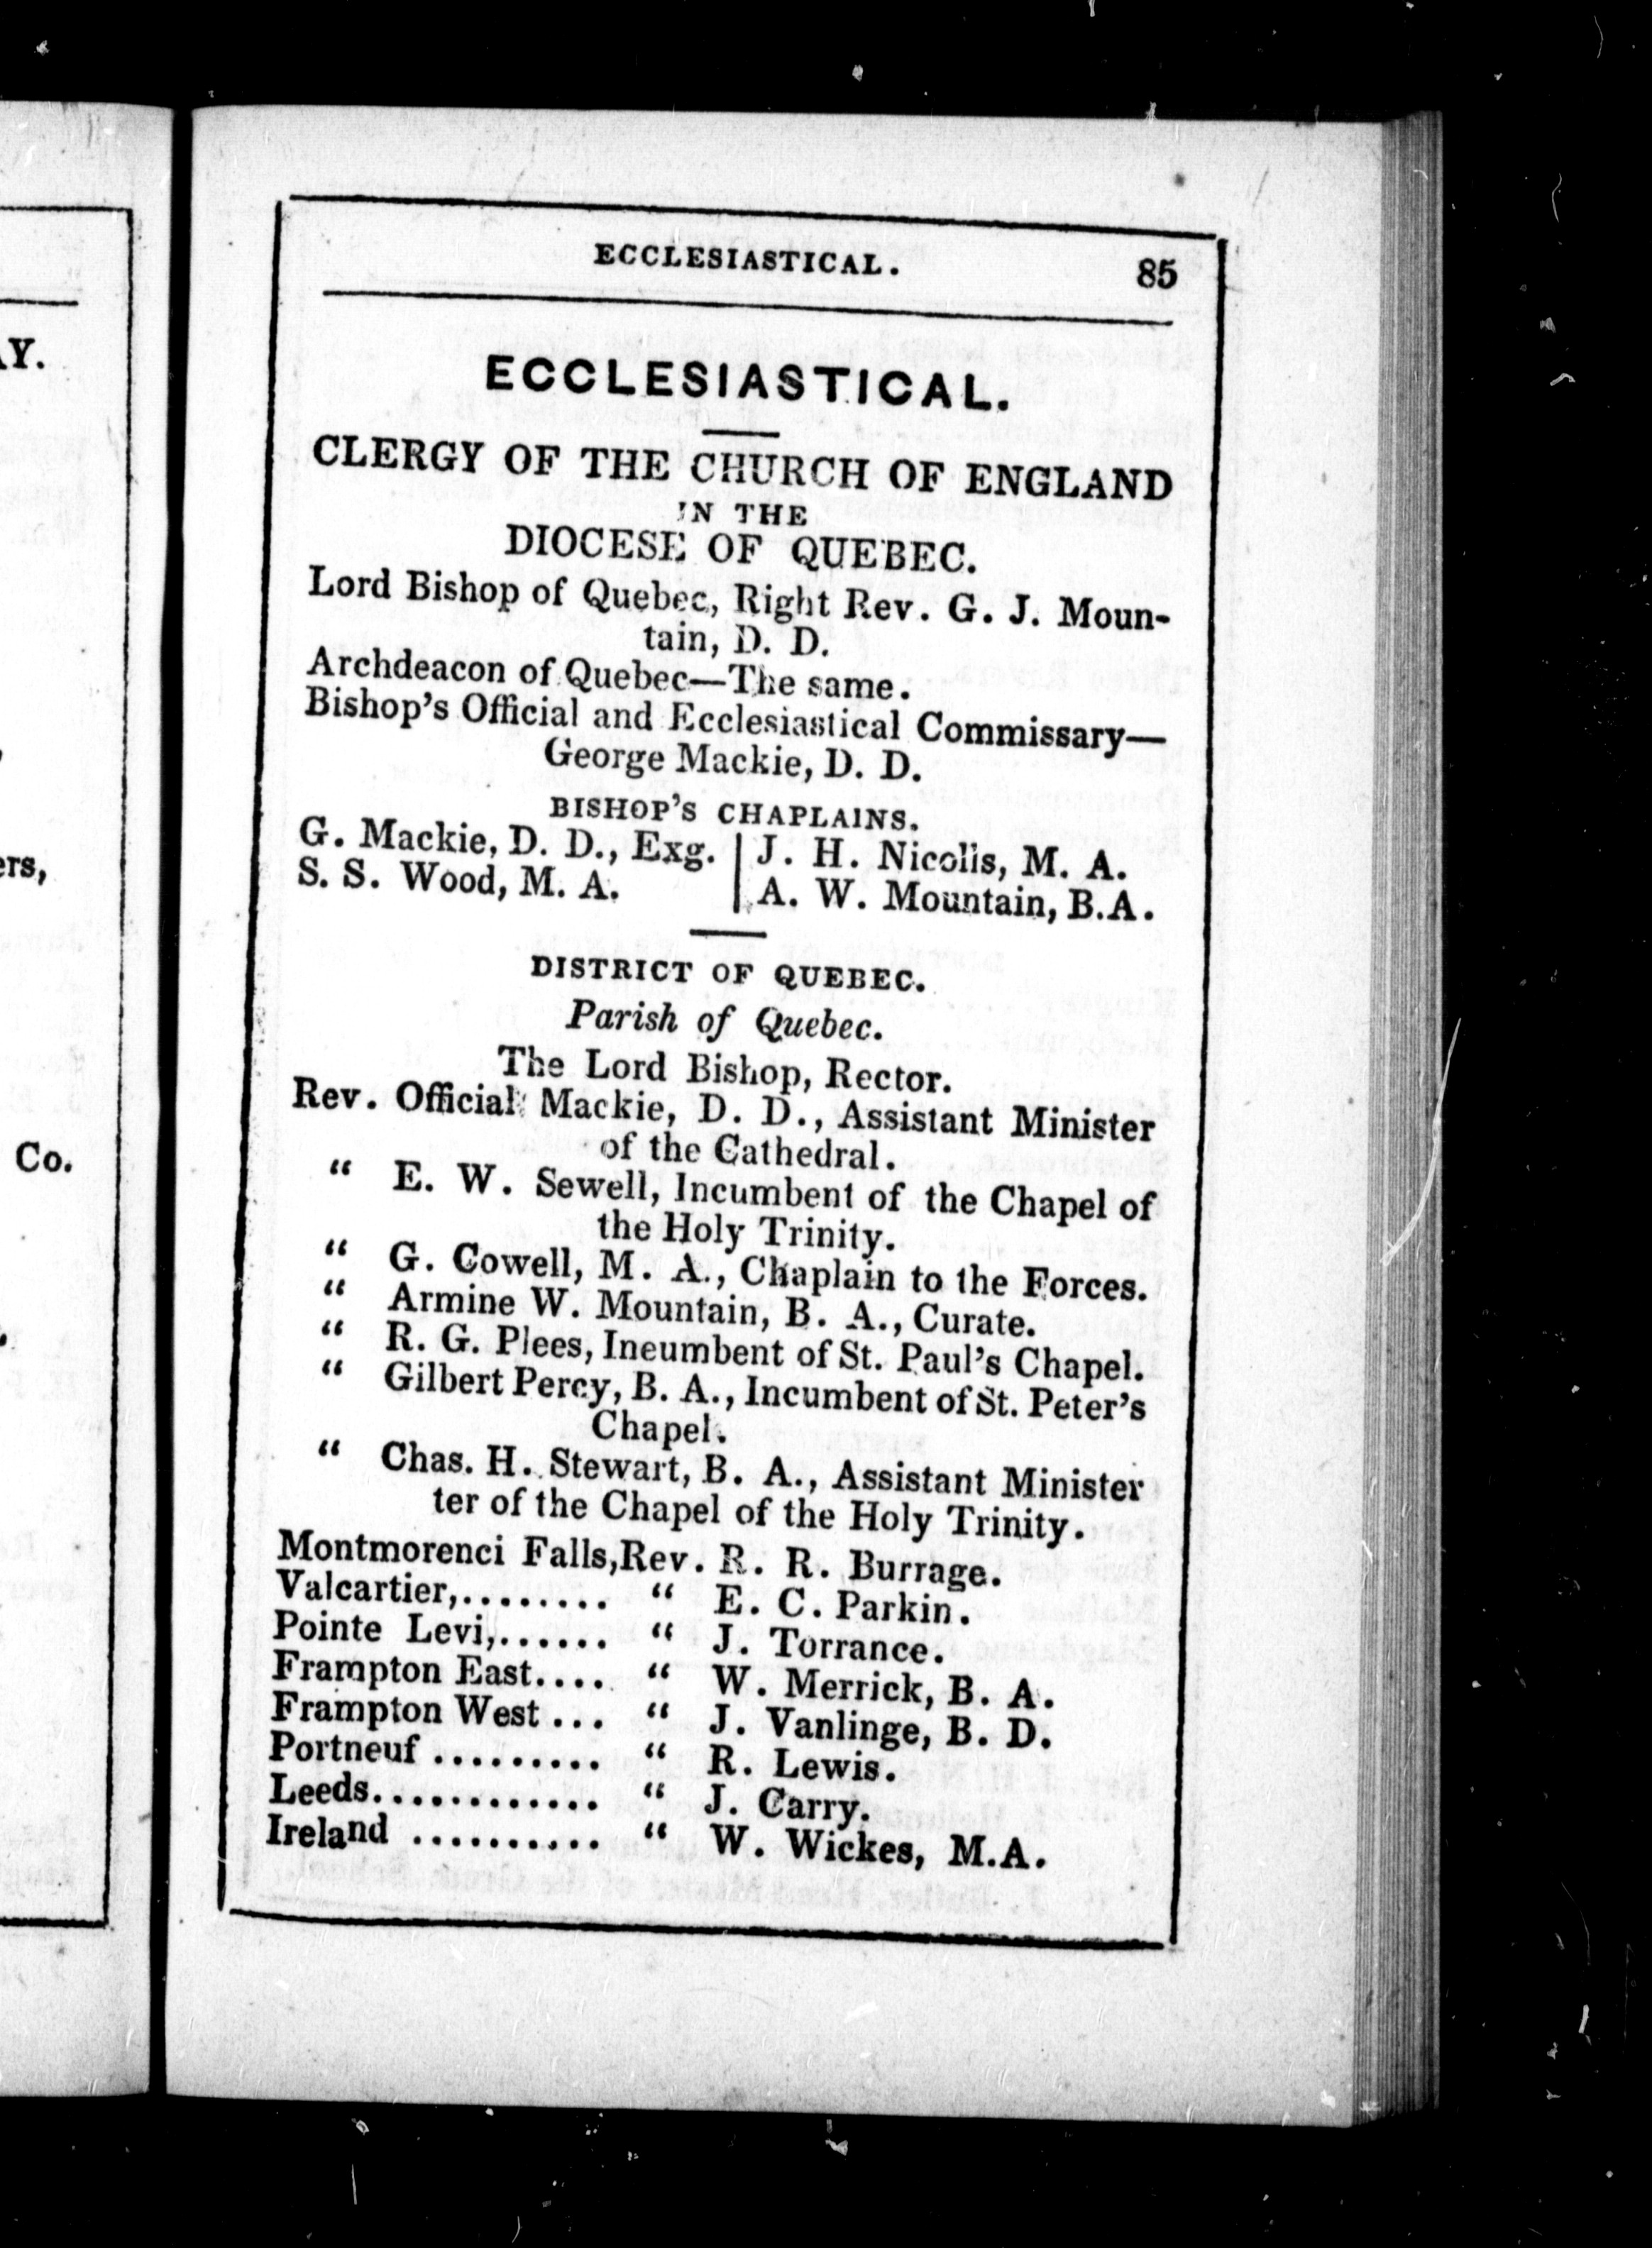 AY.
ers,
Co.
ECCLESIASTICAL. 85
ECCLESIASTICAL.
CLERGY OF THE CHURCH OF ENGLAND
IN THE
DIOCESE OF QUEBEC.
Lord Bishop of Quebec, Right Rev. G. J. Moun-
tain, D. D.
Archdeacon of Quebec—The same.
Bishop's Official and Ecclesiastical Commissary—
George Mackie, D. D.
BISHOP'S CHAPLAINS.
G. Mackie, D. D., Exg. | J. H. Nicolls, M. A.
S. S. Wood, M. A. | A. W. Mountain, B.A.
DISTRICT OF QUEBEC.
Parish of Quebec.
The Lord Bishop, Rector.
Rev. Official Mackie, D. D., Assistant Minister
of the Cathedral.
“ E. W. Sewell, Incumbent of the Chapel of
the Holy Trinity.
“ G. Cowell, M. A., Chaplain to the Forces.
“ Armine W. Mountain, B. A., Curate.
“ R. G. Plees, Ineumbent of St. Paul's Chapel.
“ Gilbert Percy, B. A., Incumbent of St. Peter's
Chapel.
“ Chas. H. Stewart, B. A., Assistant Minister
ter of the Chapel of the Holy Trinity.
Montmorenci Falls, Rev. R. R. Burrage.
Valcartier,........ “ E. C. Parkin.
Pointe Levi,...... “ J. Torrance.
Frampton East.... “ W. Merrick, B. A.
Frampton West ... “ J. Vanlinge, B. D.
Portneuf ......... “ R. Lewis.
Leeds............ “ J. Carry.
Ireland .......... “ W. Wickes, M.A.